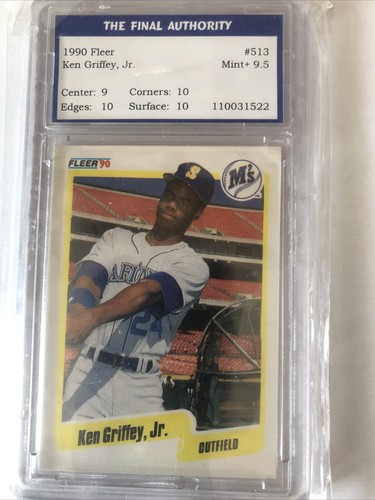 THE FINAL AUTHORITY
1990 Fleer #513
Ken Griffey, Jr. Mint+ 9.5
Center: 9 Corners: 10
Edges: 10 Surface: 10 110031522
FLEER '90
S
M's
ARIN
24
Ken Griffey, Jr.
OUTFIELD